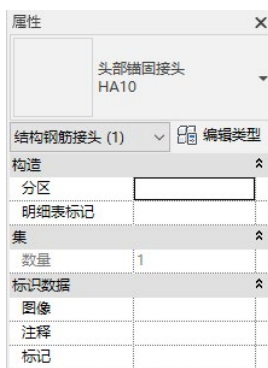 属性
头部锚固接头
HA10
结构钢筋接头 (1)
编辑类型
构造
分区
明细表标记
集
数量 1
标识数据
图像
注释
标记